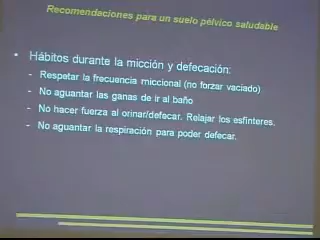 Recomendaciones para un suelo pélvico saludable
• Hábitos durante la micción y defecación:
- Respetar la frecuencia miccional (no forzar vaciado)
- No aguantar las ganas de ir al baño
- No hacer fuerza al orinar/defecar. Relajar los esfinteres.
- No aguantar la respiración para poder defecar.